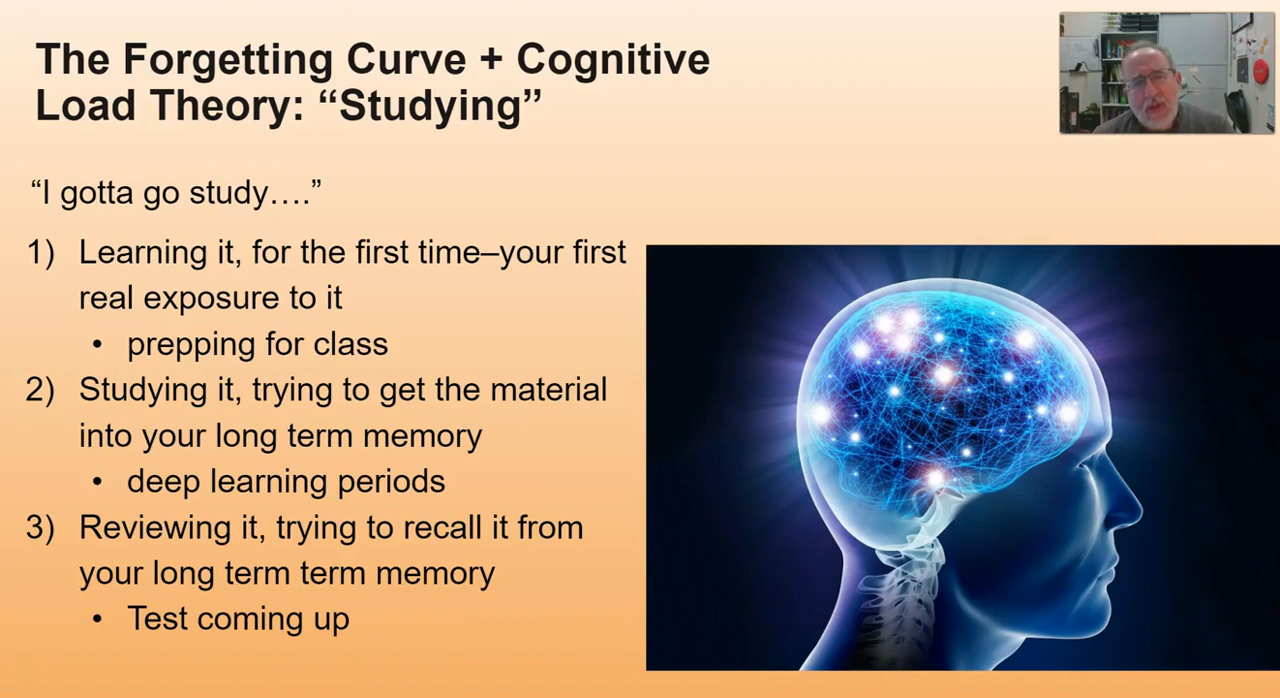 The Forgetting Curve + Cognitive
Load Theory: “Studying”
“I gotta go study….”
1) Learning it, for the first time–your first
real exposure to it
• prepping for class
2) Studying it, trying to get the material
into your long term memory
• deep learning periods
3) Reviewing it, trying to recall it from
your long term term memory
• Test coming up